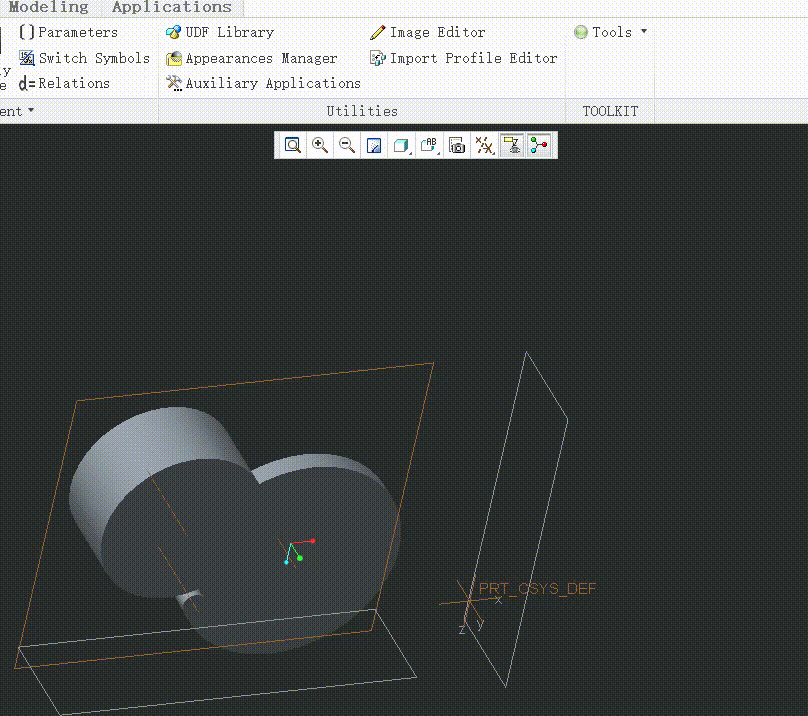 Modeling Applications
() Parameters UDF Library Image Editor Tools
Switch Symbols Appearances Manager Import Profile Editor
d= Relations Auxiliary Applications
ent Utilities TOOLKIT
PRT_CSYS_DEF
x
z y